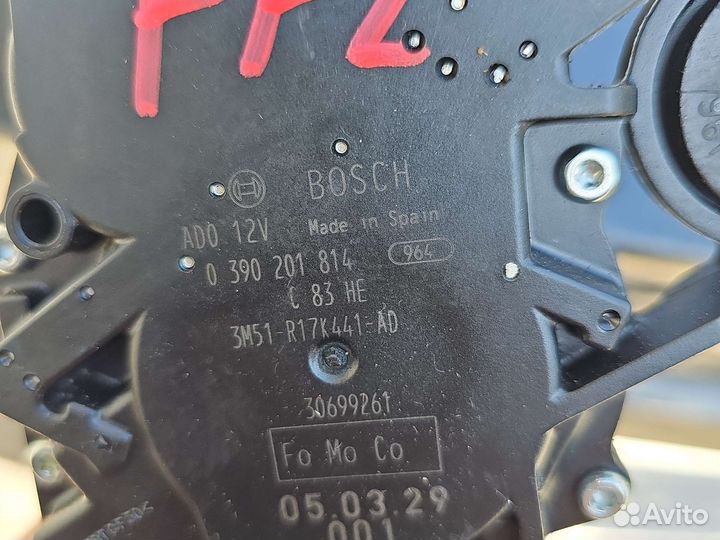 BOSCH
AD0 12V Made in Spain
0 390 201 814 964
C 83 HE
3M51-R17K441-AD
30699261
Fo Mo Co
05.03.29
001
Avito